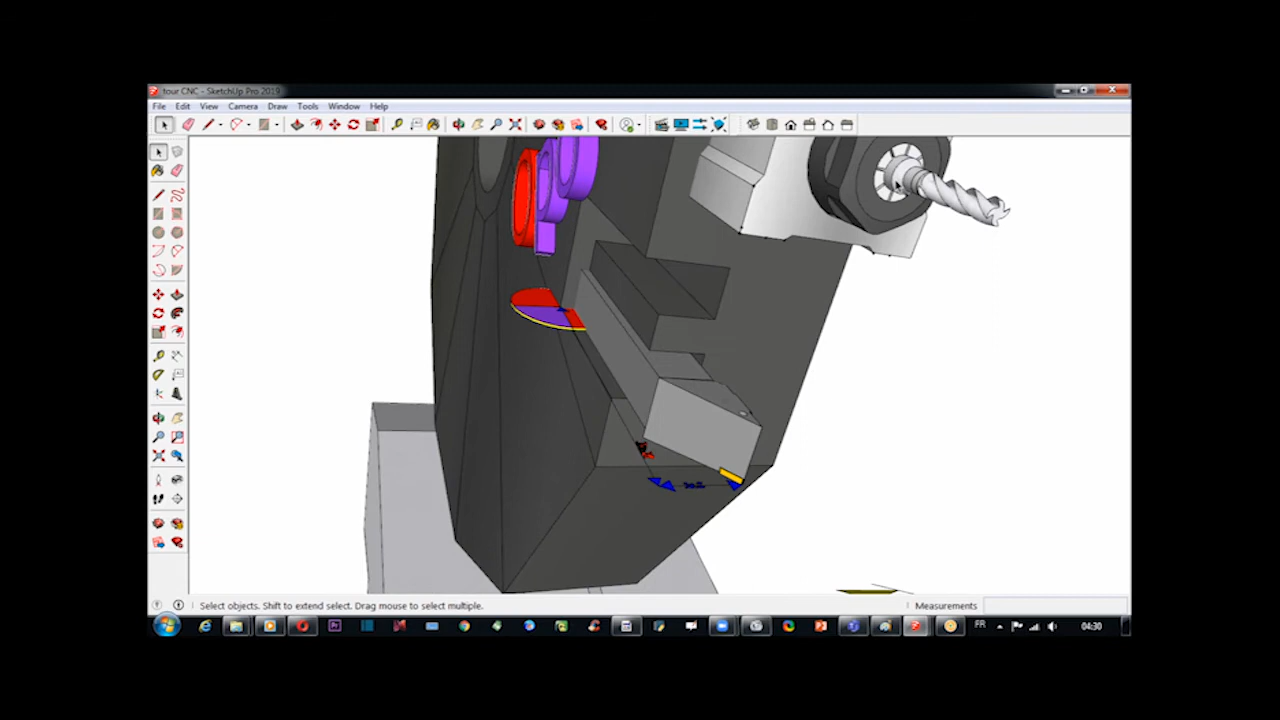 tour CNC - SketchUp Pro 2019
File Edit View Camera Draw Tools Window Help
Select objects. Shift to extend select. Drag mouse to select multiple.
Measurements
FR
04:30